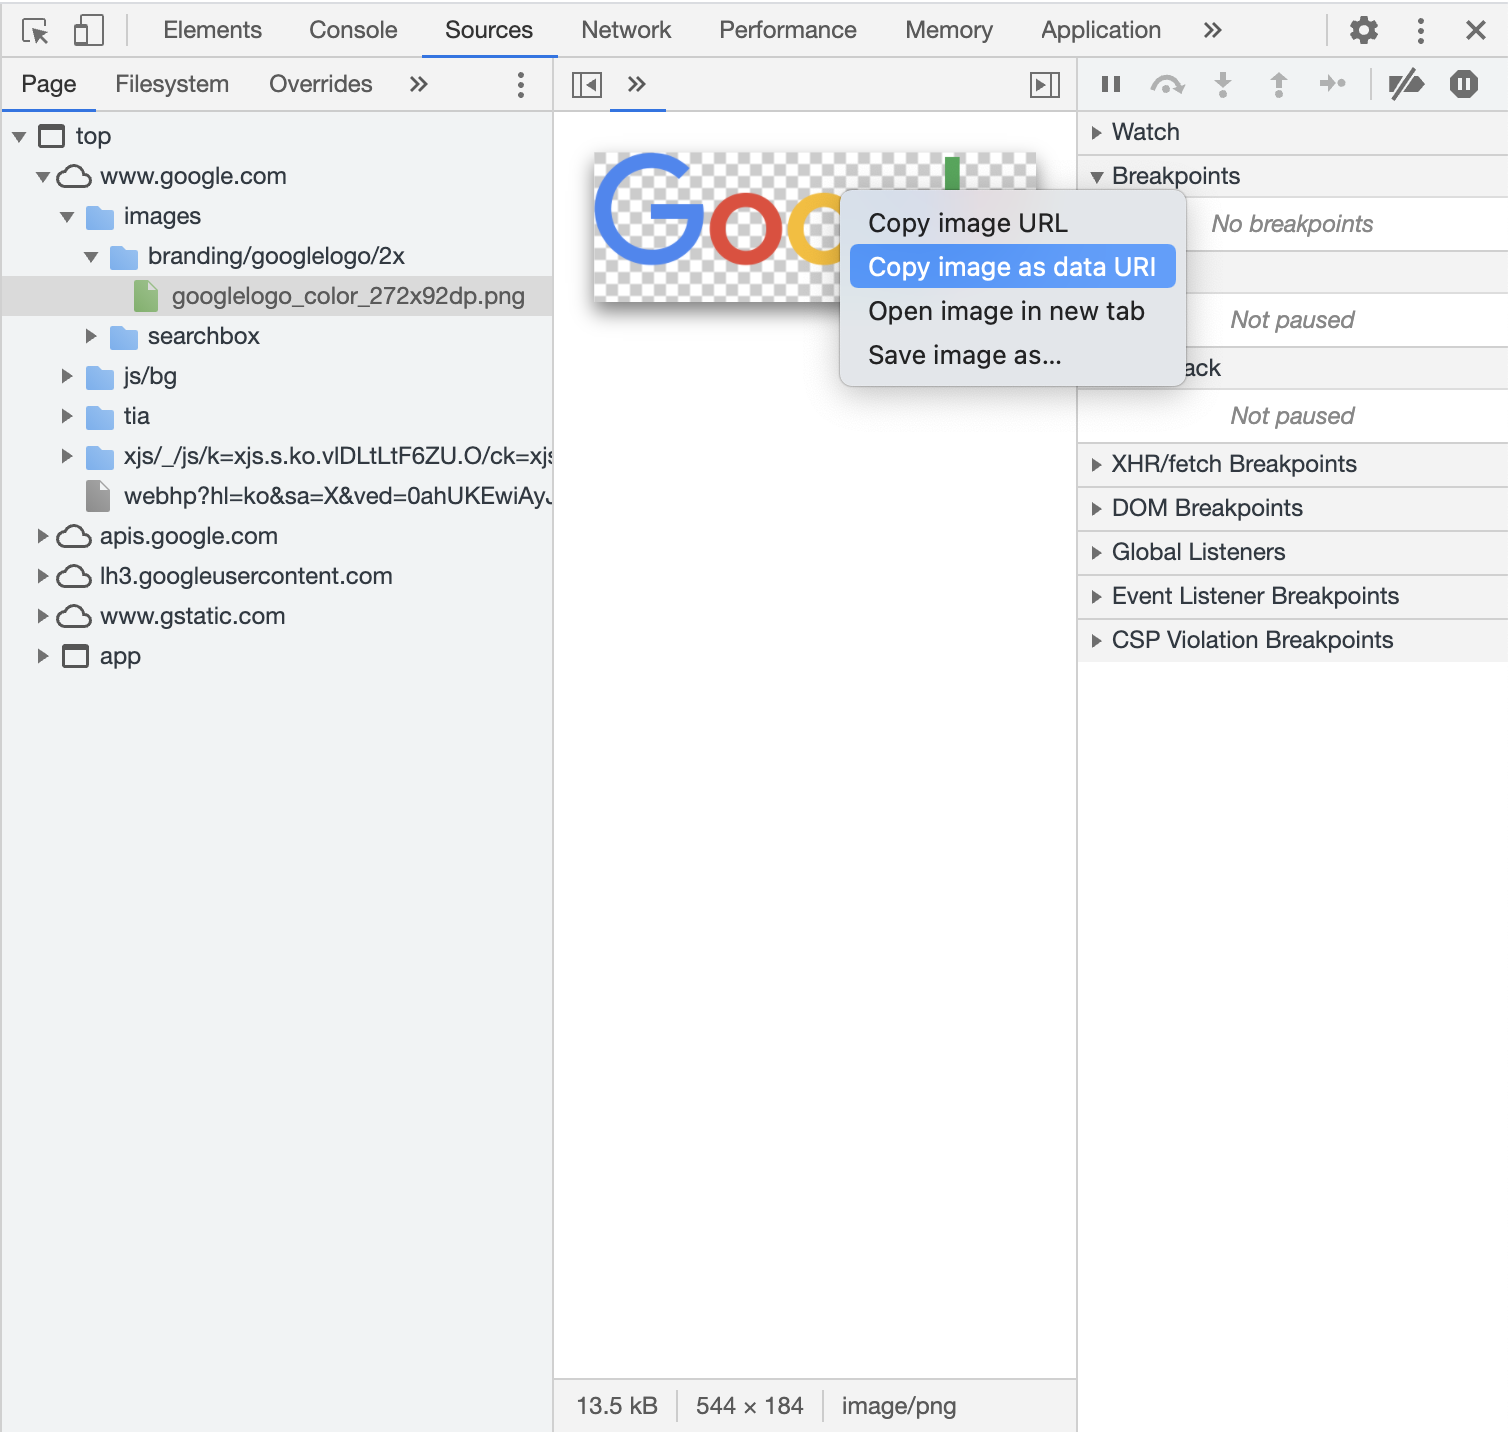 Elements Console Sources Network Performance Memory Application
Page Filesystem Overrides
top
www.google.com
images
branding/googlelogo/2x
googlelogo_color_272x92dp.png
searchbox
js/bg
tia
xjs/_/js/k=xjs.s.ko.vlDLtLtF6ZU.O/ck=xjs
webhp?hl=ko&sa=X&ved=0ahUKEwiAyJ
apis.google.com
lh3.googleusercontent.com
www.gstatic.com
app
Goo
Copy image URL
Copy image as data URI
Open image in new tab
Save image as...
13.5 kB 544 × 184 image/png
Watch
Breakpoints
No breakpoints
Not paused
ack
Not paused
XHR/fetch Breakpoints
DOM Breakpoints
Global Listeners
Event Listener Breakpoints
CSP Violation Breakpoints